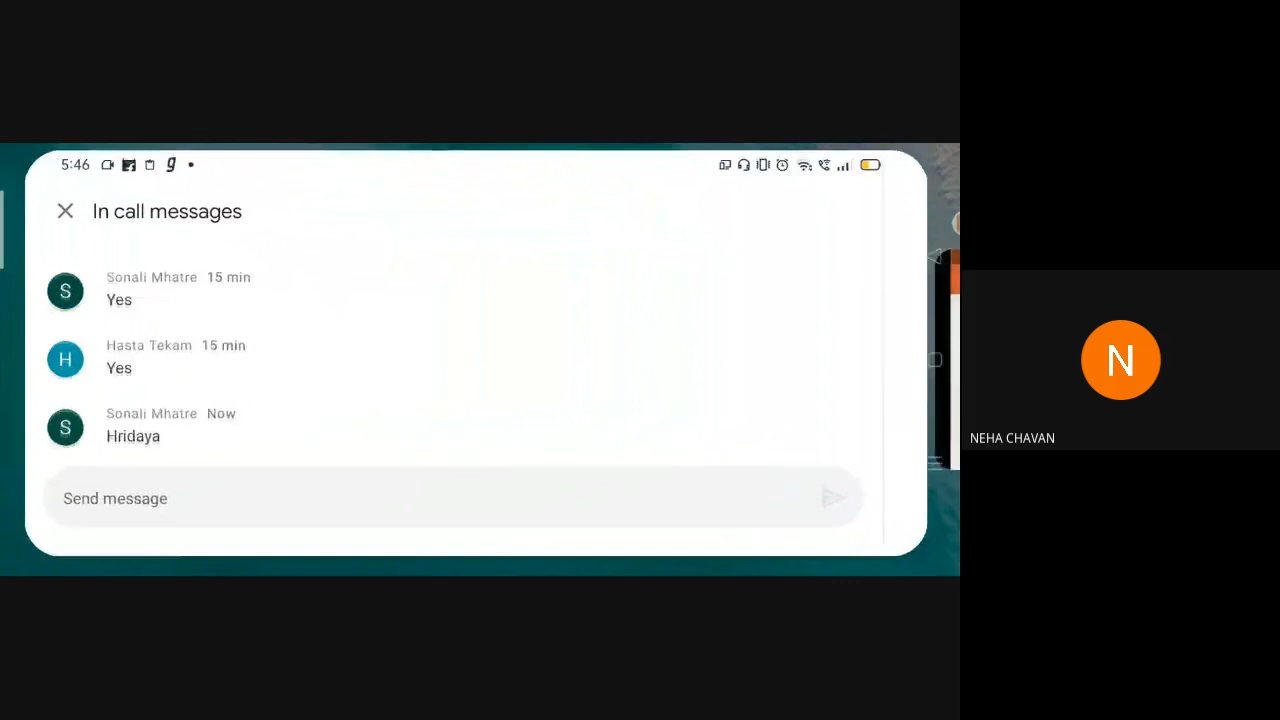 5:46
In call messages
S
Sonali Mhatre 15 min
Yes
H
Hasta Tekam 15 min
Yes
S
Sonali Mhatre Now
Hridaya
Send message
N
NEHA CHAVAN